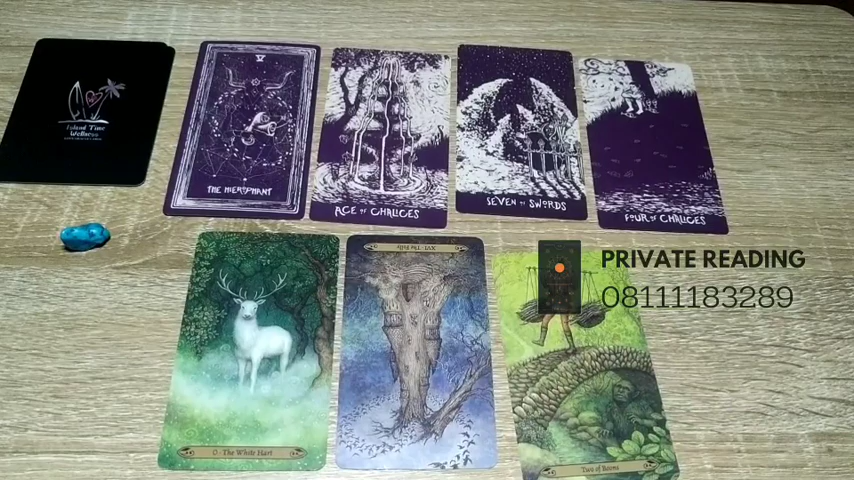 Island Time
Wellness
V
THE HIEROPHANT
ACE OF CHALICES
SEVEN OF SWORDS
FOUR OF CHALICES
PRIVATE READING
08111183289
0 - The White Hart
Two of Boons